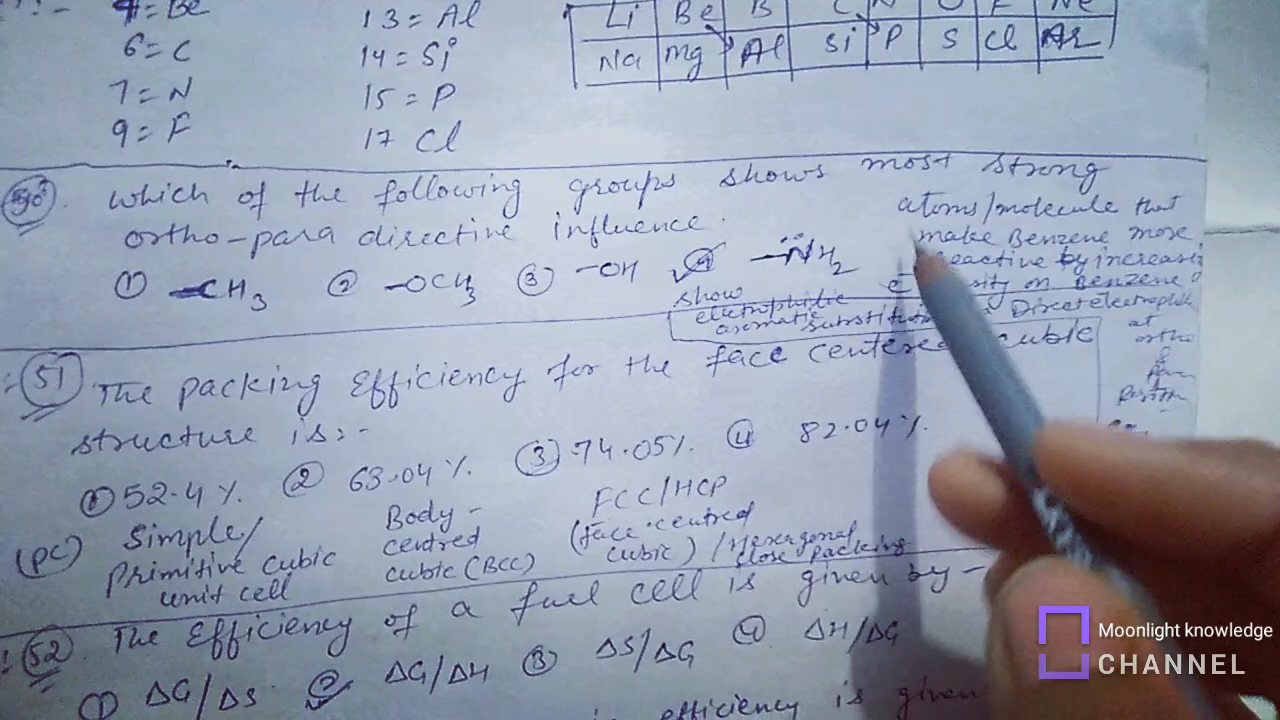 4 = Be
13 = Al
6 = C
14 = Si
7 = N
15 = P
9 = F
17 Cl
Li Be B C N O F Ne
Na Mg Al Si P S Cl Ar
which of the following groups shows most strong
ortho-para directive influence.
① -CH3 ② -OCH3 ③ -OH ④ -NH2
atoms/molecule that
make Benzene more
reactive by
on Benzene
show
electrophilic
aromatic
Direct
at
ortho
51 The packing efficiency for the face centered cubic
structure is:-
① 52.4% ② 68.04% ③ 74.05% ④ 82.04%.
(PC) Simple/
Primitive cubic
unit cell
Body-
centred
cubic (BCC)
FCC/HCP
(face centred
cubic) / Hexagonal
close packing
52 The efficiency of a fuel cell is given by-
① ΔG/ΔS ② ΔG/ΔH ③ ΔS/ΔG ④ ΔH/ΔG
efficiency is given
Moonlight knowledge
CHANNEL